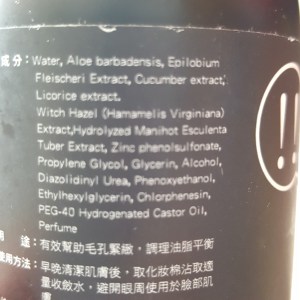 成分：Water, Aloe barbadensis, Epilobium
Fleischeri Extract, Cucumber extract,
Licorice extract.
Witch Hazel (Hamamelis Virginiana)
Extract,Hydrolyzed Manihot Esculenta
Tuber Extract, Zinc phenolsulfonate,
Propylene Glycol, Glycerin, Alcohol,
Diazolidinyl Urea, Phenoxyethanol,
Ethylhexylglycerin, Chlorphenesin,
PEG-40 Hydrogenated Castor Oil,
Perfume
用途：有效幫助毛孔緊緻，調理油脂平衡
使用方法：早晚清潔肌膚後，取化妝棉沾取適
量收斂水，避開眼周使用於臉部肌
!!